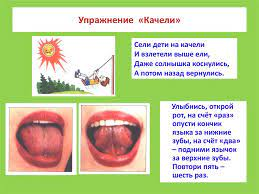 Упражнение «Качели»
Сели дети на качели
И взлетели выше ели,
Даже солнышка коснулись,
А потом назад вернулись.
Улыбнись, открой
рот, на счёт «раз»
опусти кончик
языка за нижние
зубы, на счёт «два»
– подними язычок
за верхние зубы.
Повтори пять –
шесть раз.